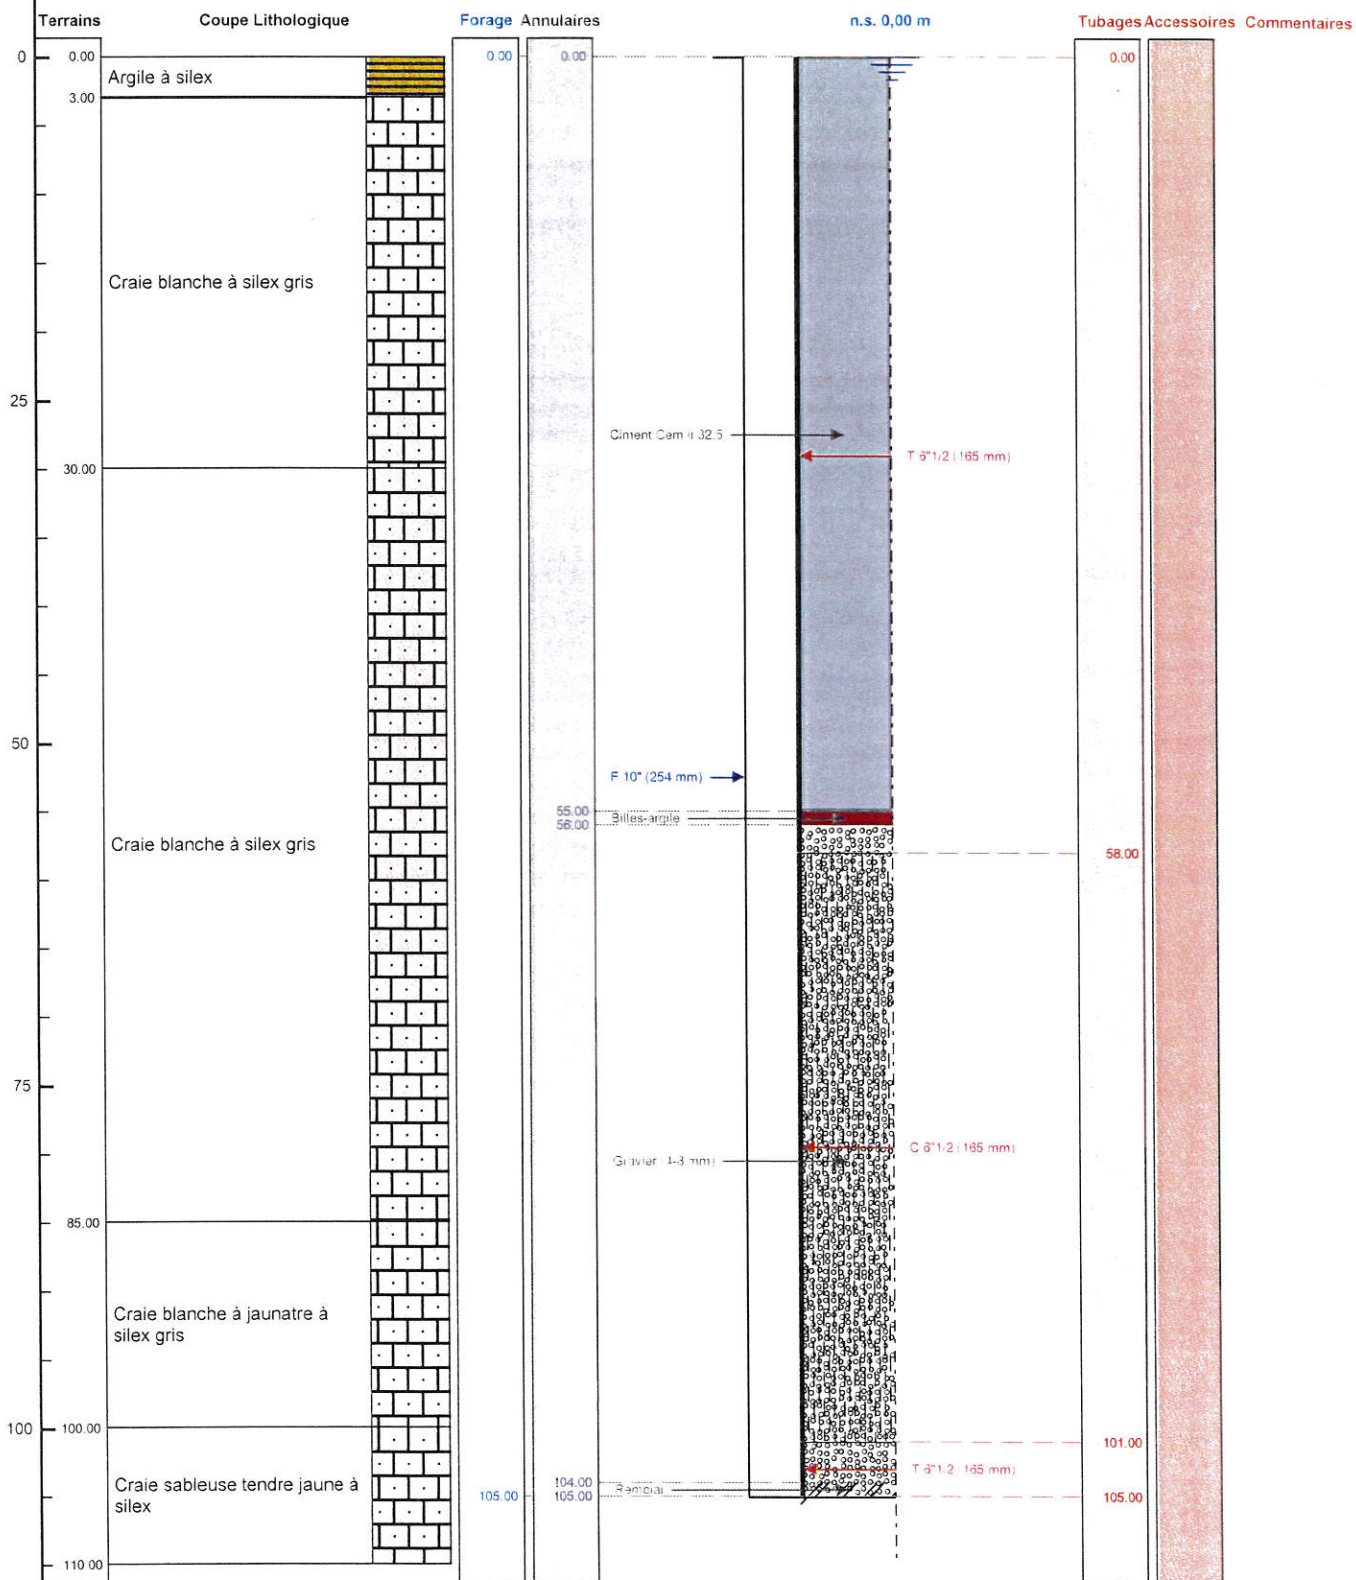 Terrains Coupe Lithologique Forage Annulaires n.s. 0,00 m Tubages Accessoires Commentaires
0 0.00 0.00 0.00 0.00
Argile à silex
3.00
Craie blanche à silex gris
25
Ciment Cem II 32.5
T 6"1/2 (165 mm)
30.00
50
F 10" (254 mm)
55.00
Billes-argile
56.00
Craie blanche à silex gris
58.00
75
C 6"1/2 (165 mm)
Gravier (4-8 mm)
85.00
Craie blanche à jaunatre à
silex gris
100 100.00
101.00
T 6"1/2 (165 mm)
Craie sableuse tendre jaune à
silex
104.00
Remblai
105.00 105.00 105.00
110.00